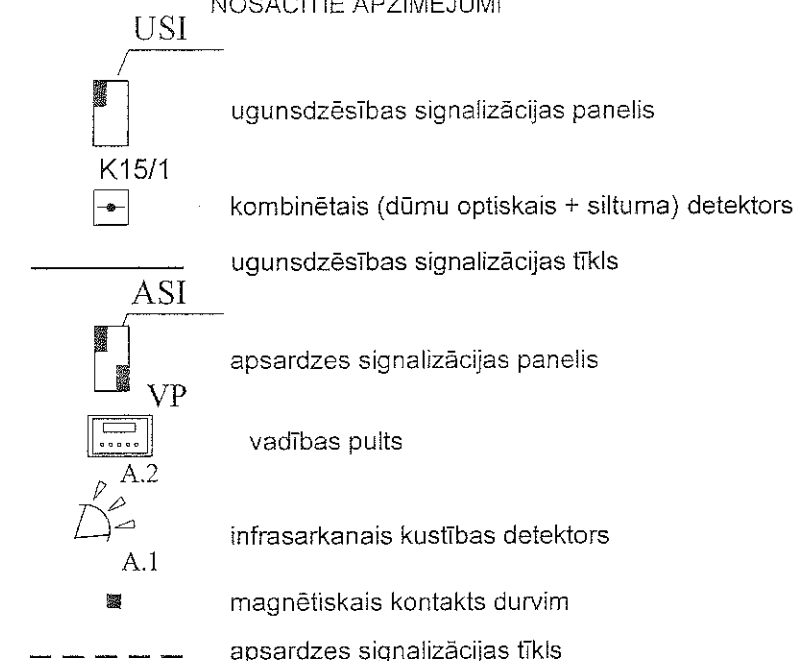 NOSACĪTIE APZĪMĒJUMI
USI
ugunsdzēsības signalizācijas panelis
K15/1
kombinētais (dūmu optiskais + siltuma) detektors
ugunsdzēsības signalizācijas tīkls
ASI
apsardzes signalizācijas panelis
VP
vadības pults
A.2
infrasarkanais kustības detektors
A.1
magnētiskais kontakts durvim
apsardzes signalizācijas tīkls